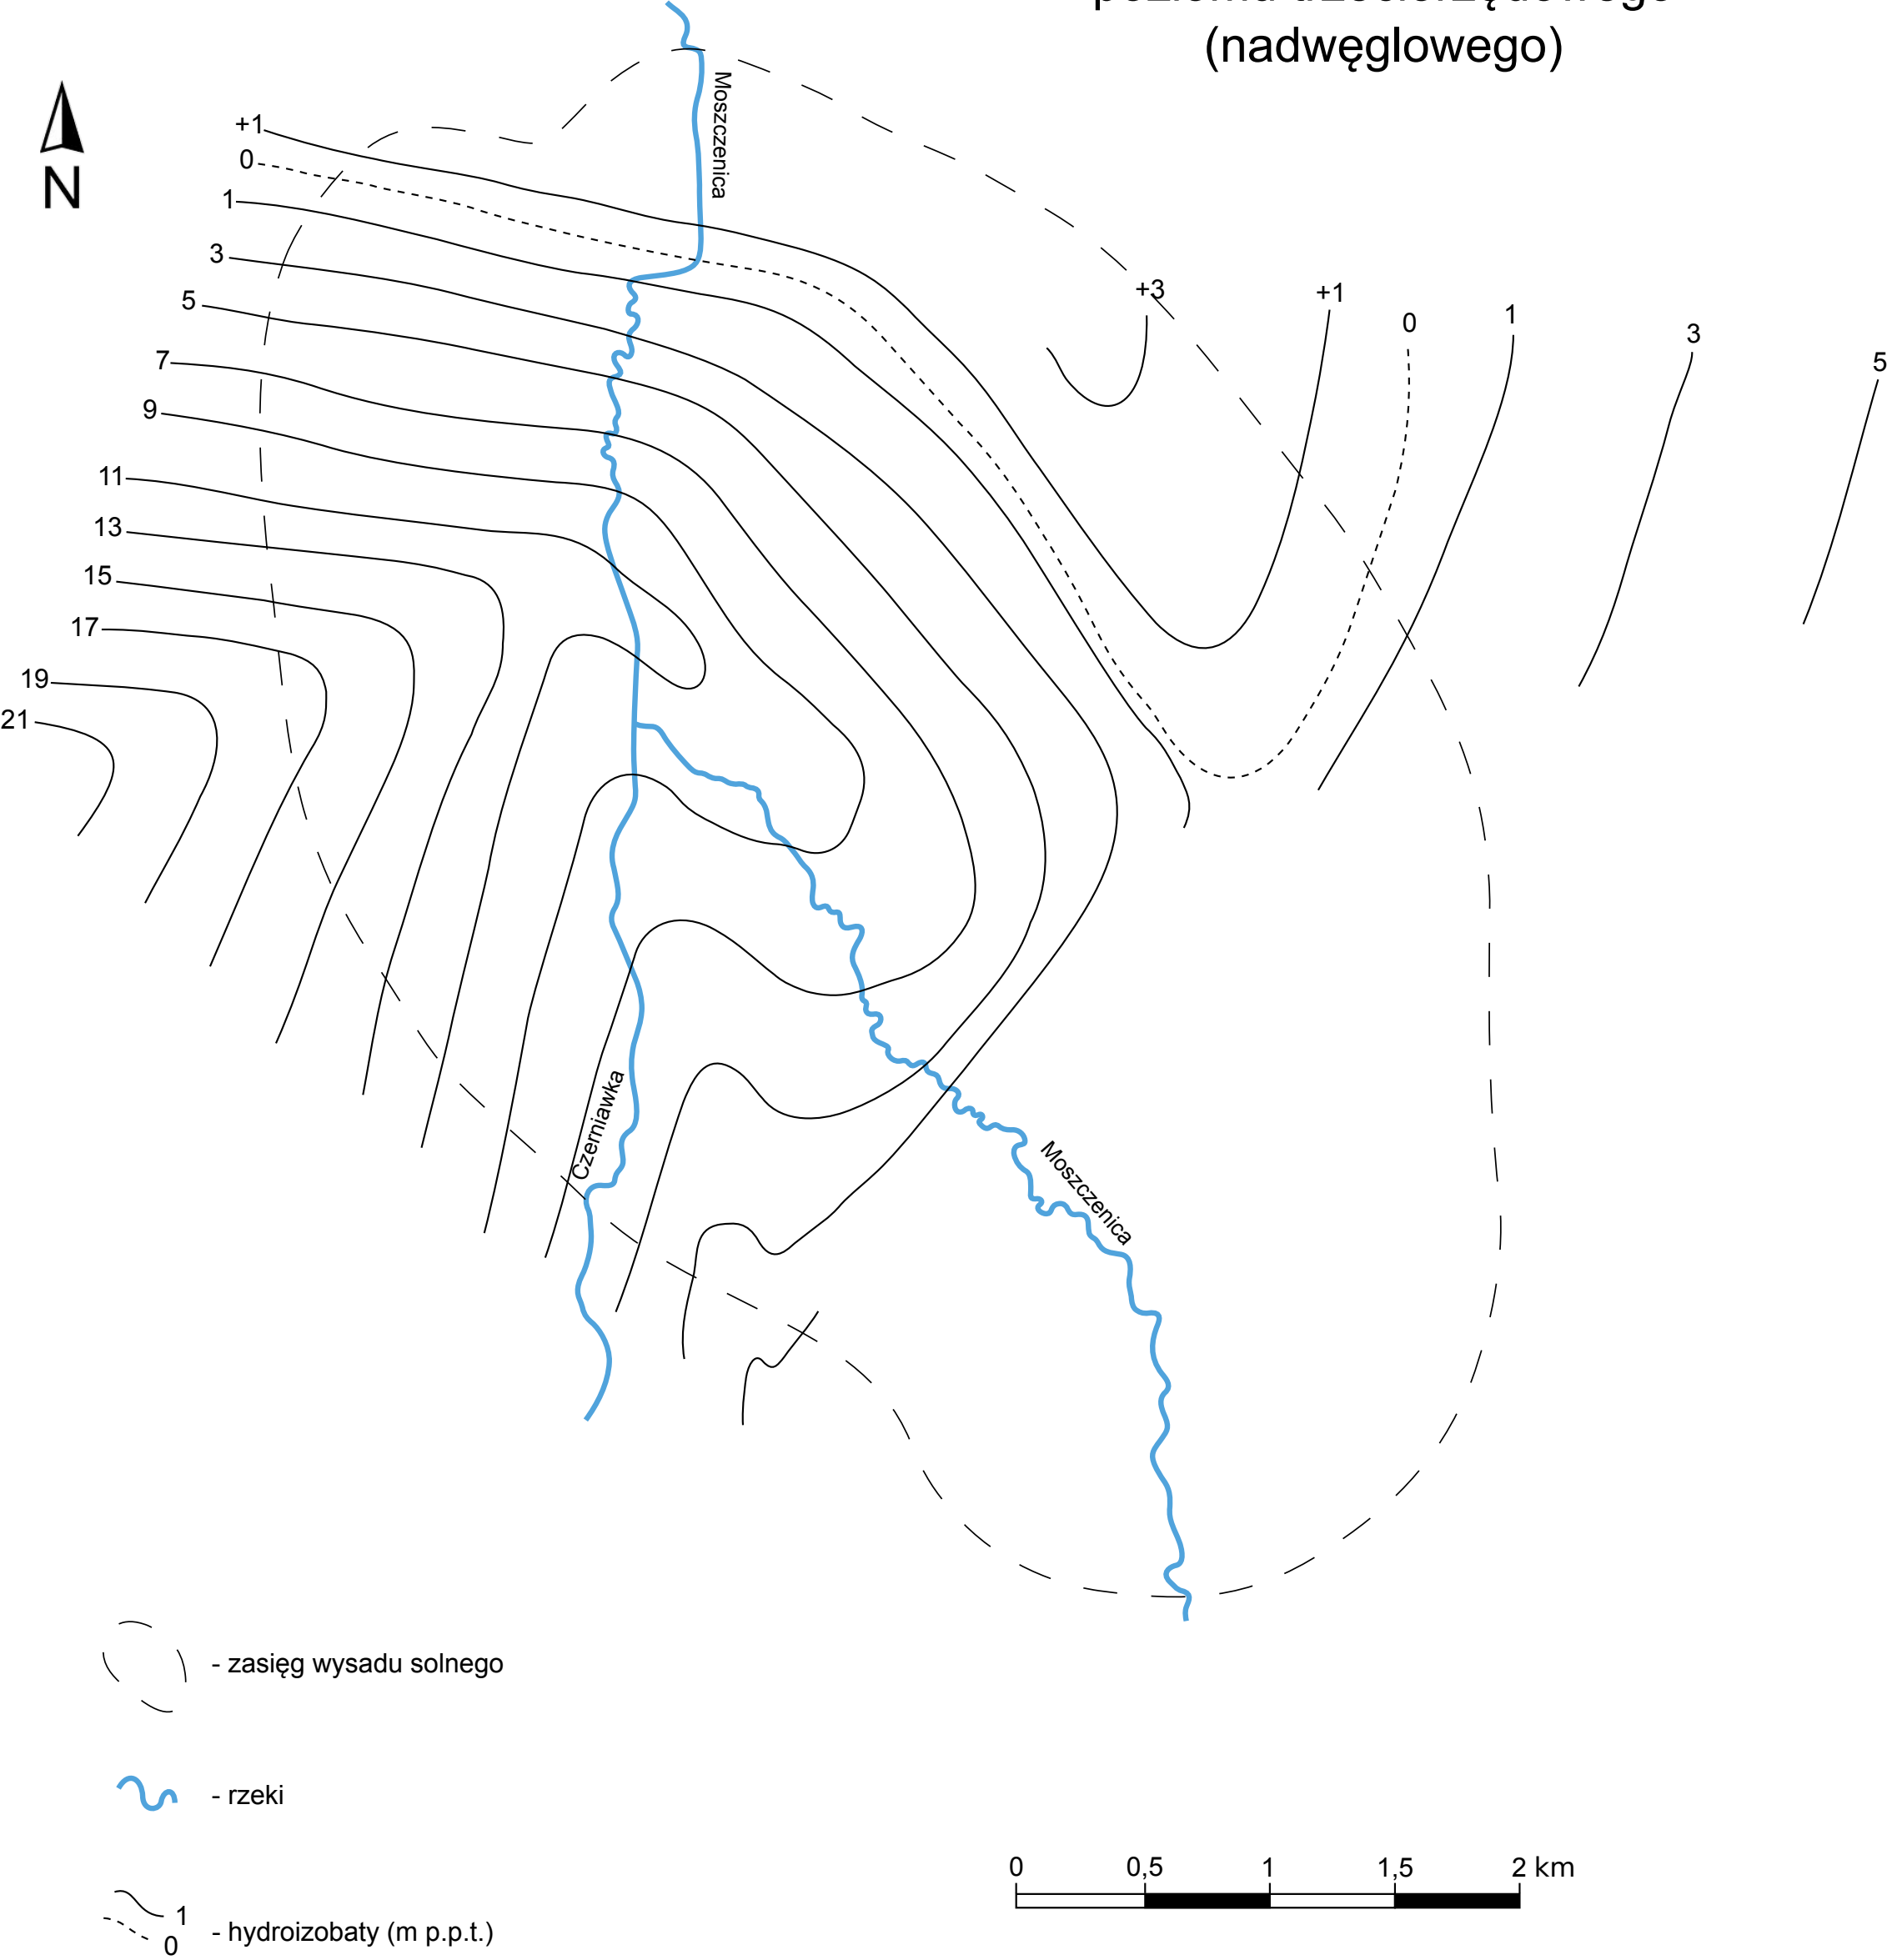 (nadwęglowego)
N
Moszczenica
+1
0
1
3
5
7
9
11
13
15
17
19
21
+3
+1
0
1
3
5
Czerniawka
Moszczenica
- zasięg wysadu solnego
- rzeki
1
0
- hydroizobaty (m p.p.t.)
0 0,5 1 1,5 2 km